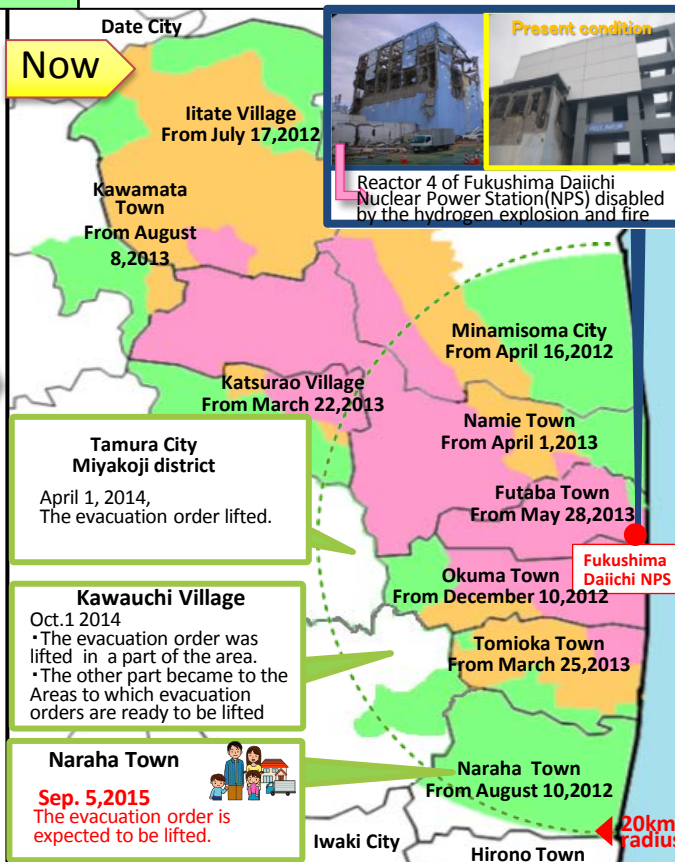 Date City
Now
Present condition
Iitate Village
From July 17,2012
Reactor 4 of Fukushima Daiichi
Nuclear Power Station(NPS) disabled
by the hydrogen explosion and fire
Kawamata
Town
From August
8,2013
Minamisoma City
From April 16,2012
Katsurao Village
From March 22,2013
Namie Town
From April 1,2013
Tamura City
Miyakoji district
April 1, 2014,
The evacuation order lifted.
Futaba Town
From May 28,2013
Fukushima
Daiichi NPS
Okuma Town
From December 10,2012
Kawauchi Village
Oct.1 2014
・The evacuation order was
lifted in a part of the area.
・The other part became to the
Areas to which evacuation
orders are ready to be lifted
Tomioka Town
From March 25,2013
Naraha Town
Sep. 5,2015
The evacuation order is
expected to be lifted.
Naraha Town
From August 10,2012
20km
radius
Iwaki City
Hirono Town